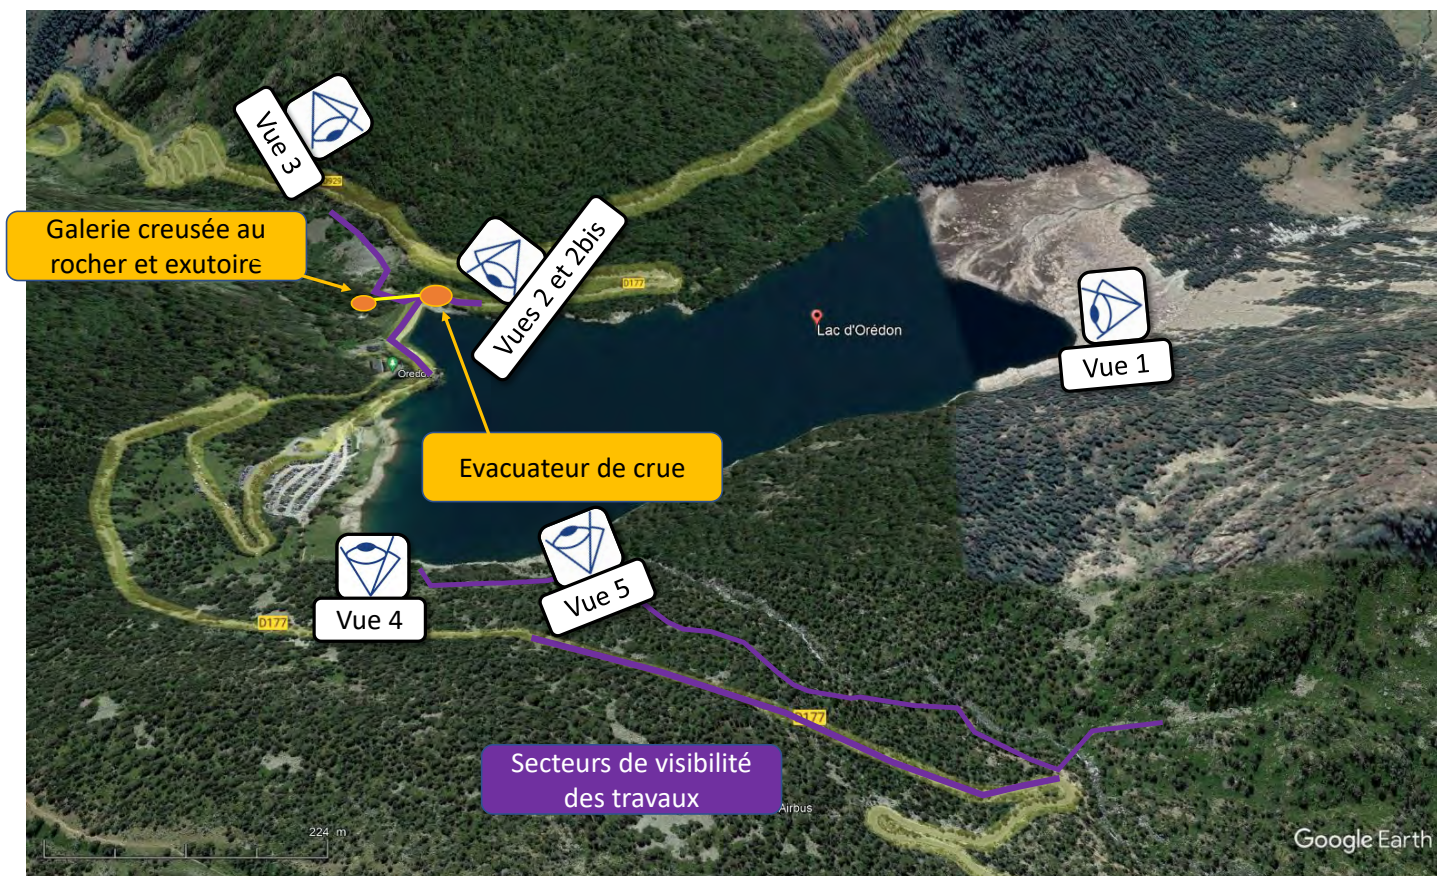 Vue 3
D929
Galerie creusée au
rocher et exutoire
Vues 2 et 2bis
D177
Lac d'Orédon
Vue 1
Evacuateur de crue
Vue 4
Vue 5
D177
D177
Secteurs de visibilité
des travaux
Airbus
224 m
Google Earth